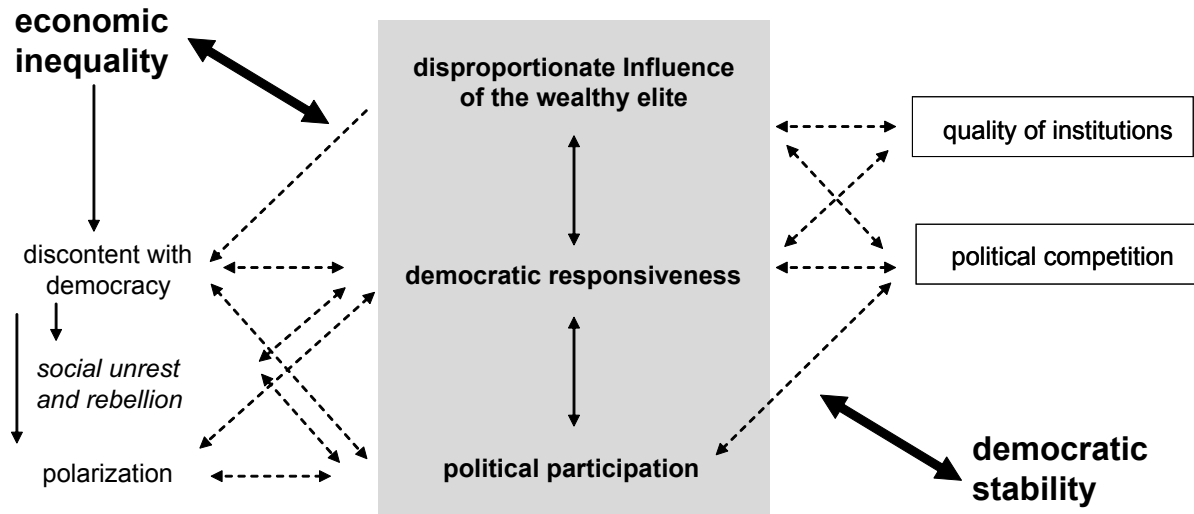 economic
inequality
disproportionate Influence
of the wealthy elite
quality of institutions
discontent with
democracy
democratic responsiveness
political competition
social unrest
and rebellion
polarization
political participation
democratic
stability